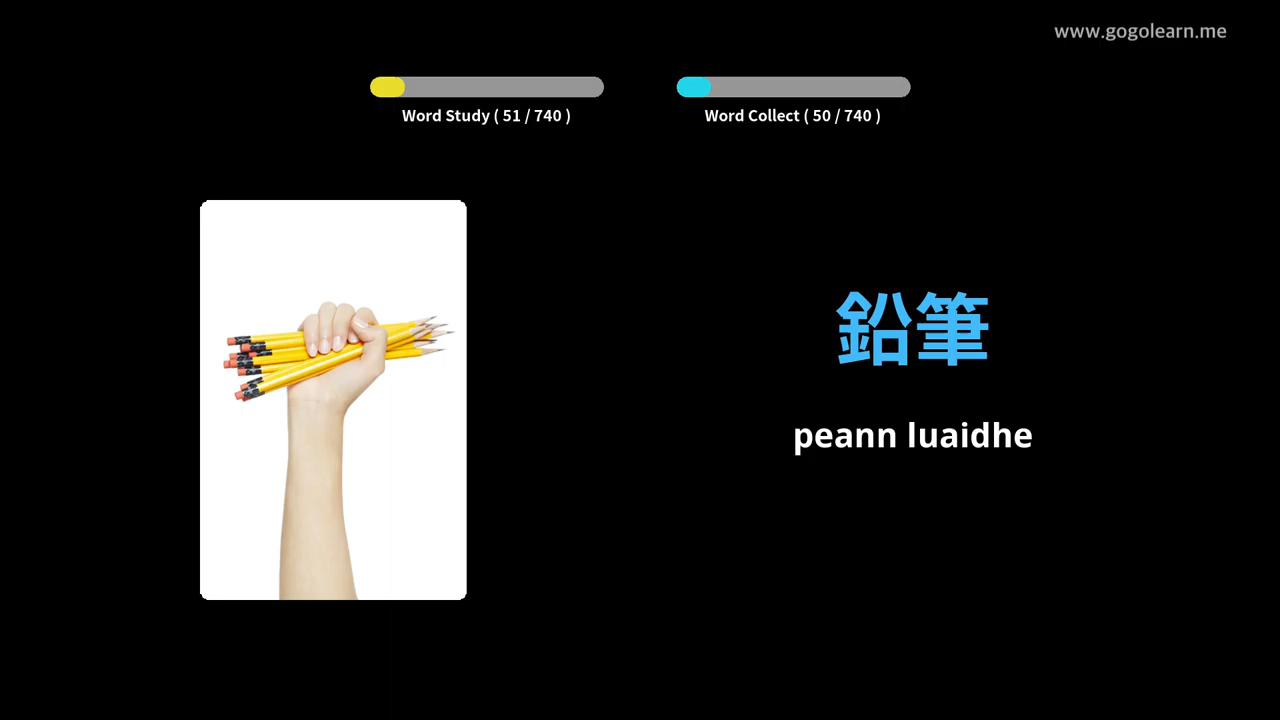 www.gogolearn.me
Word Study ( 51 / 740 )
Word Collect ( 50 / 740 )
鉛筆
peann luaidhe